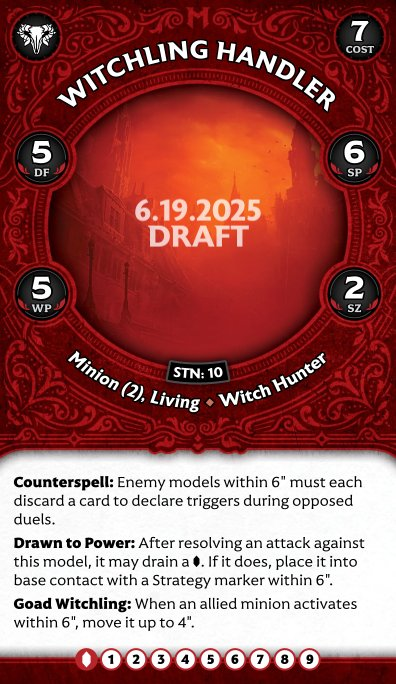 7
COST
WITCHLING HANDLER
5
DF
6
SP
6.19.2025
DRAFT
5
WP
2
SZ
STN: 10
Minion (2), Living ♦ Witch Hunter
Counterspell: Enemy models within 6" must each
discard a card to declare triggers during opposed
duels.
Drawn to Power: After resolving an attack against
this model, it may drain a ⬮. If it does, place it into
base contact with a Strategy marker within 6".
Goad Witchling: When an allied minion activates
within 6", move it up to 4".
1 2 3 4 5 6 7 8 9